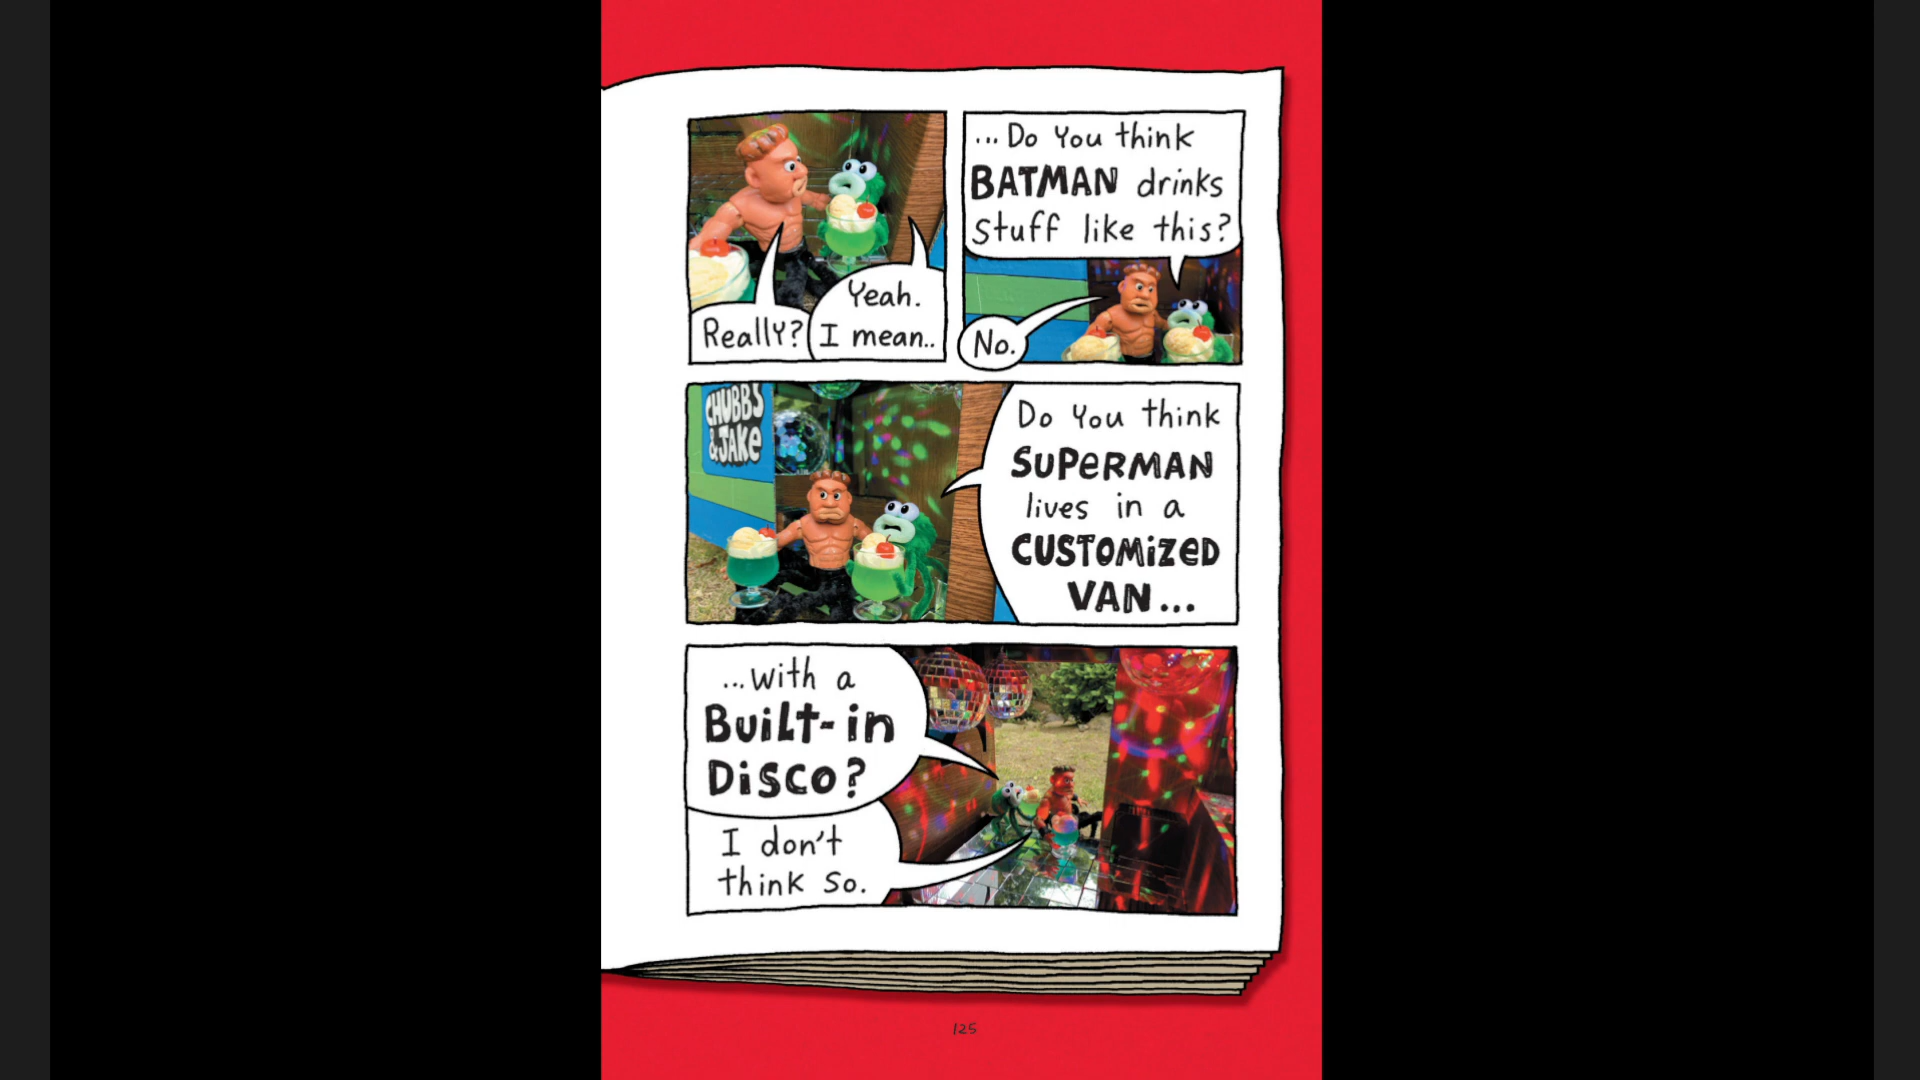 Really?
Yeah.
I mean..
...Do You think
BATMAN drinks
stuff like this?
No.
CHUBBS
& JAKe
Do You think
SUPeRMAN
lives in a
CUSTOMiZeD
VAN...
...with a
BuiLt-in
DiSCO?
I don't
think so.
125